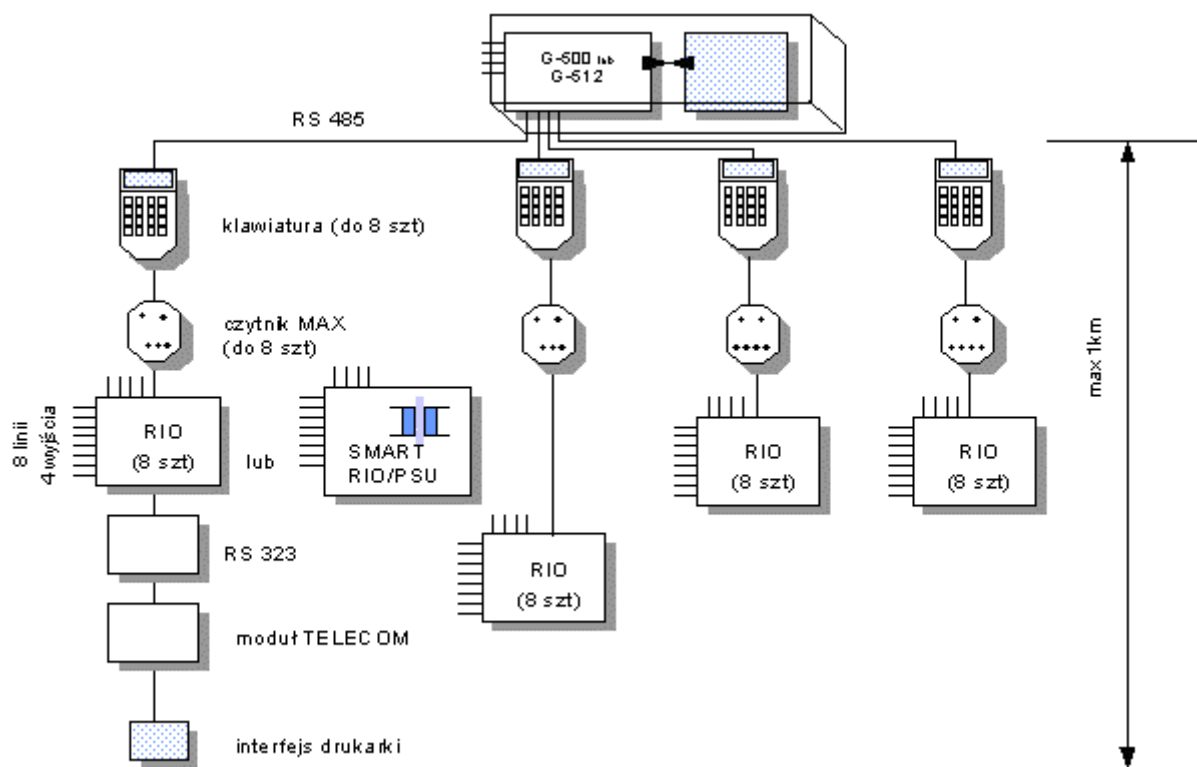 G-500 lub
G-512
RS 485
klawiatura (do 8 szt)
czytnik MAX
(do 8 szt)
max 1km
8 linii
4 wyjścia
RIO
(8 szt)
lub
SMART
RIO/PSU
RIO
(8 szt)
RIO
(8 szt)
RIO
(8 szt)
RS 323
moduł TELECOM
interfejs drukarki